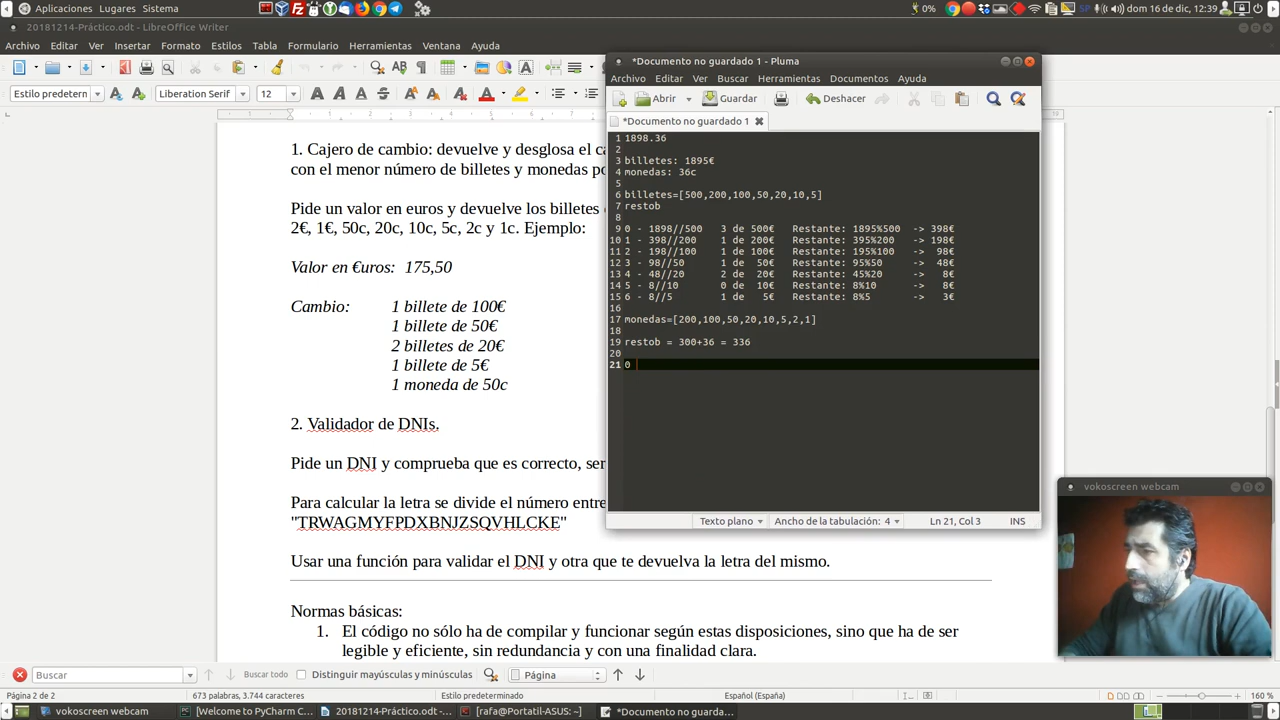 Aplicaciones Lugares Sistema
0%
SP
dom 16 de dic, 12:39
20181214-Práctico.odt - LibreOffice Writer
Archivo Editar Ver Insertar Formato Estilos Tabla Formulario Herramientas Ventana Ayuda
Estilo predetern
Liberation Serif
12
1. Cajero de cambio: devuelve y desglosa el ca
con el menor número de billetes y monedas po
Pide un valor en euros y devuelve los billetes
2€, 1€, 50c, 20c, 10c, 5c, 2c y 1c. Ejemplo:
Valor en €uros: 175,50
Cambio: 1 billete de 100€
1 billete de 50€
2 billetes de 20€
1 billete de 5€
1 moneda de 50c
2. Validador de DNIs.
Pide un DNI y comprueba que es correcto, ser
Para calcular la letra se divide el número entre
"TRWAGMYFPDXBNJZSQVHLCKE"
Usar una función para validar el DNI y otra que te devuelva la letra del mismo.
Normas básicas:
1. El código no sólo ha de compilar y funcionar según estas disposiciones, sino que ha de ser
legible y eficiente, sin redundancia y con una finalidad clara.
*Documento no guardado 1 - Pluma
Archivo Editar Ver Buscar Herramientas Documentos Ayuda
Abrir Guardar Deshacer
*Documento no guardado 1
1 1898.36
2
3 billetes: 1895€
4 monedas: 36c
5
6 billetes=[500,200,100,50,20,10,5]
7 restob
8
9 0 - 1898//500 3 de 500€ Restante: 1895%500 -> 398€
10 1 - 398//200 1 de 200€ Restante: 395%200 -> 198€
11 2 - 198//100 1 de 100€ Restante: 195%100 -> 98€
12 3 - 98//50 1 de 50€ Restante: 95%50 -> 48€
13 4 - 48//20 2 de 20€ Restante: 45%20 -> 8€
14 5 - 8//10 0 de 10€ Restante: 8%10 -> 8€
15 6 - 8//5 1 de 5€ Restante: 8%5 -> 3€
16
17 monedas=[200,100,50,20,10,5,2,1]
18
19 restob = 300+36 = 336
20
21 0
Texto plano Ancho de la tabulación: 4 Ln 21, Col 3 INS
vokoscreen webcam
Buscar Buscar todo Distinguir mayúsculas y minúsculas Página
Página 2 de 2 673 palabras, 3.744 caracteres Estilo predeterminado Español (España) 160 %
vokoscreen webcam [Welcome to PyCharm C... 20181214-Práctico.odt -... [rafa@Portatil-ASUS: ~] *Documento no guarda...